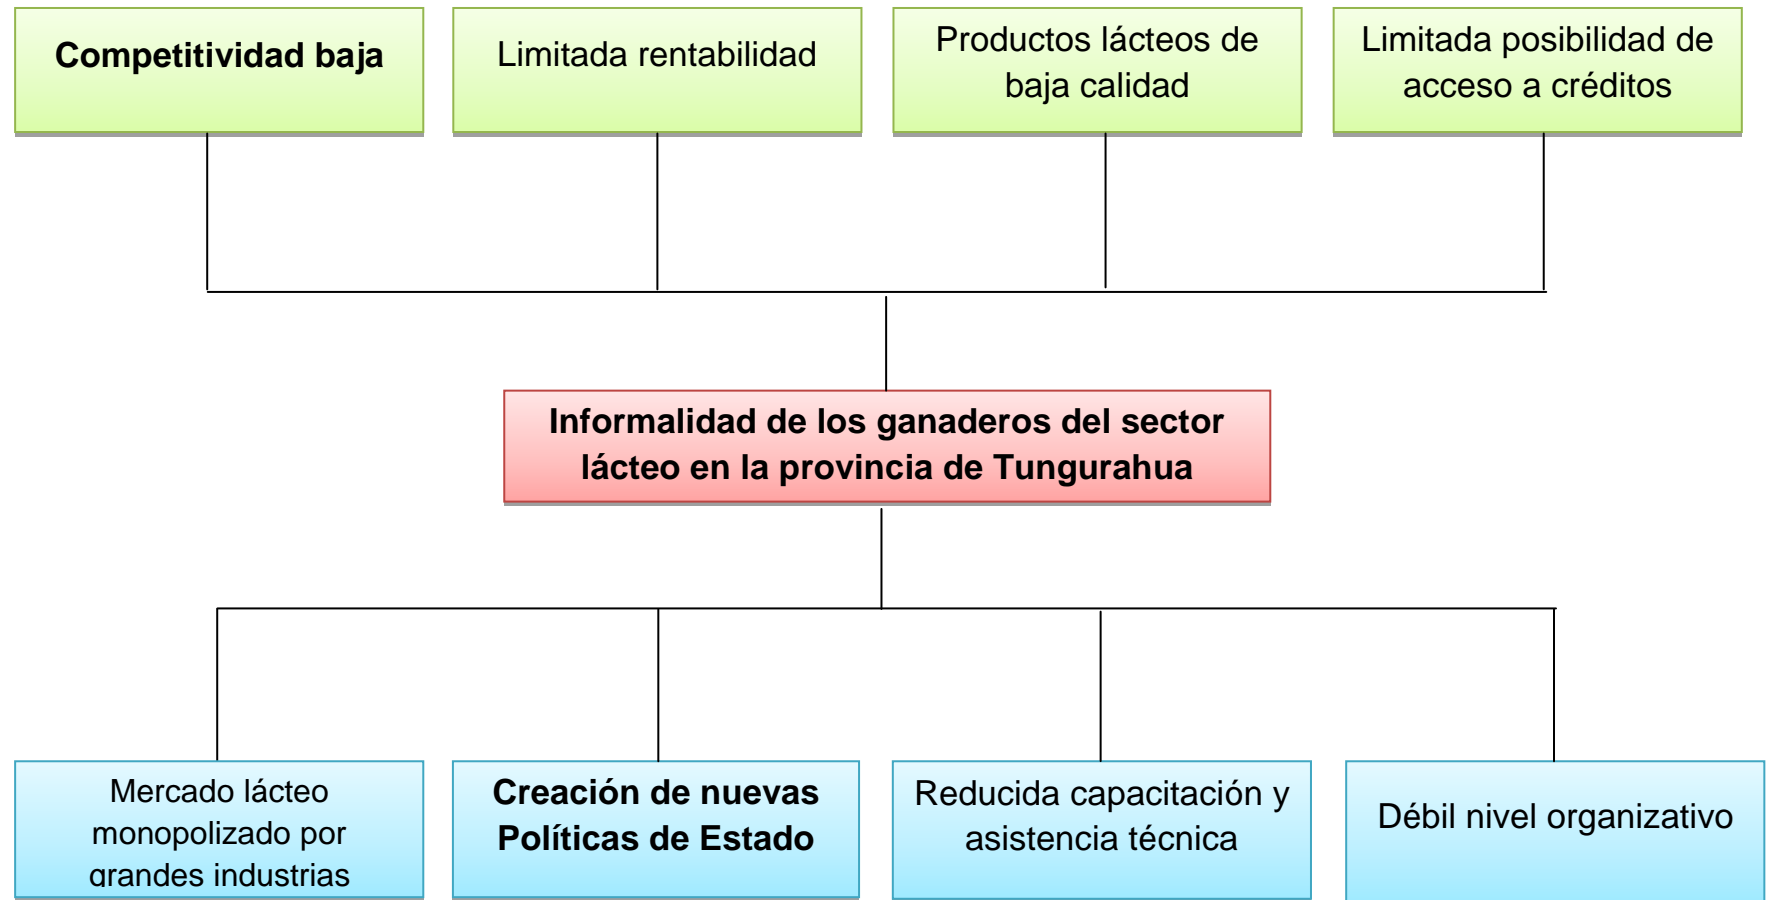 Competitividad baja
Limitada rentabilidad
Productos lácteos de
baja calidad
Limitada posibilidad de
acceso a créditos
Informalidad de los ganaderos del sector
lácteo en la provincia de Tungurahua
Mercado lácteo
monopolizado por
grandes industrias
Creación de nuevas
Políticas de Estado
Reducida capacitación y
asistencia técnica
Débil nivel organizativo